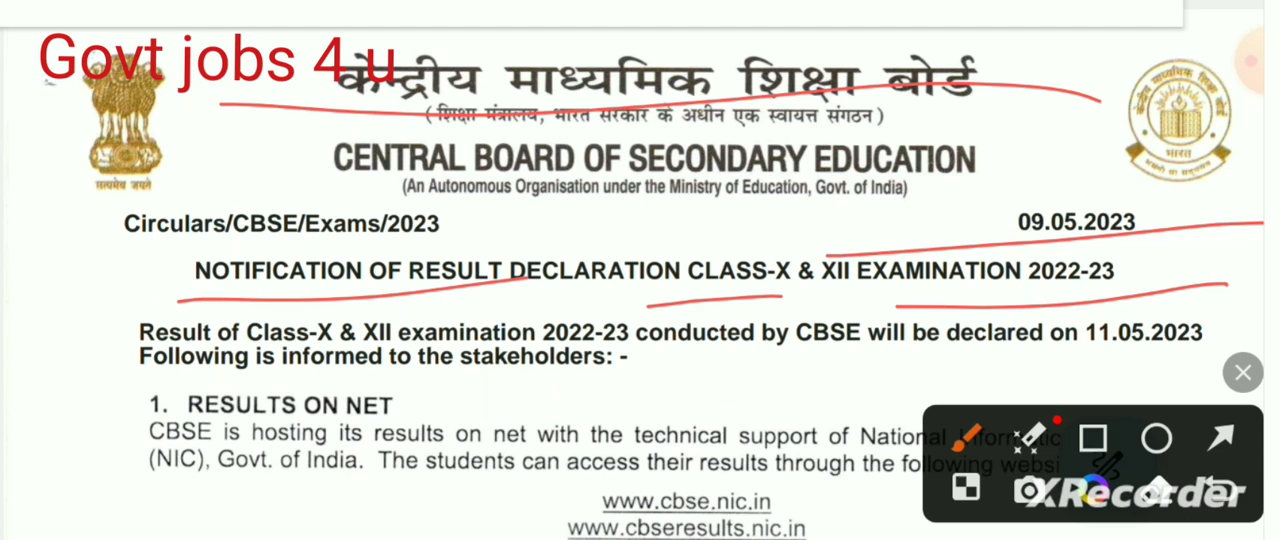 Govt jobs 4 u
केन्द्रीय माध्यमिक शिक्षा बोर्ड
(शिक्षा मंत्रालय, भारत सरकार के अधीन एक स्वायत्त संगठन)
CENTRAL BOARD OF SECONDARY EDUCATION
(An Autonomous Organisation under the Ministry of Education, Govt. of India)
सत्यमेव जयते
भारत
Circulars/CBSE/Exams/2023
09.05.2023
NOTIFICATION OF RESULT DECLARATION CLASS-X & XII EXAMINATION 2022-23
Result of Class-X & XII examination 2022-23 conducted by CBSE will be declared on 11.05.2023
Following is informed to the stakeholders: -
1. RESULTS ON NET
CBSE is hosting its results on net with the technical support of National
(NIC), Govt. of India. The students can access their results through the following websi
www.cbse.nic.in
www.cbseresults.nic.in
XRecorder